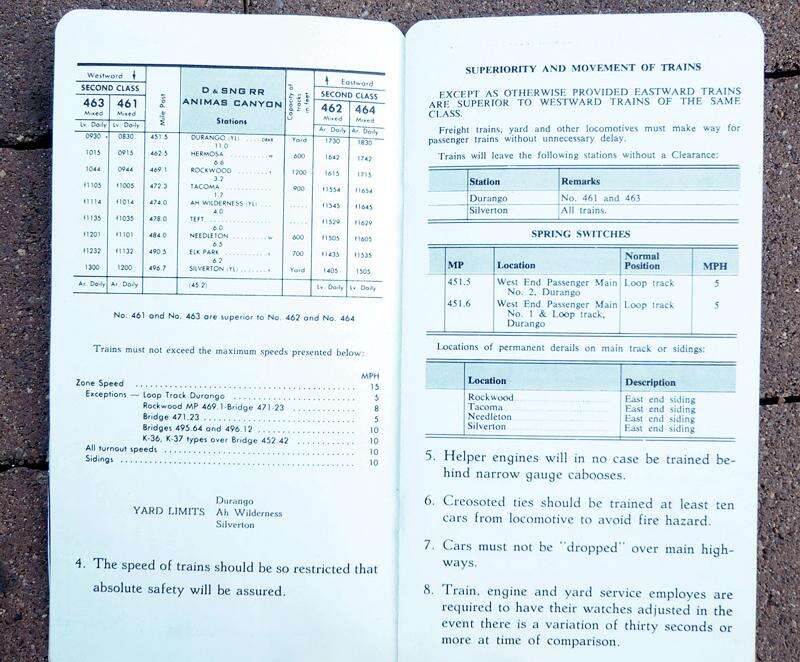 Westward
SECOND CLASS
463 461
Mixed Mixed
Lv. Daily Lv. Daily
Mile Post
D & SNG RR
ANIMAS CANYON
Stations
Capacity of tracks in feet
Eastward
SECOND CLASS
462 464
Mixed Mixed
Ar. Daily Ar. Daily
0930 0830 451.5 DURANGO (YL) Yard 1730 1830
11.0
1015 0915 462.5 HERMOSA W 600 1642 1742
6.6
1044 0944 469.1 ROCKWOOD 1200 1615 1715
3.2
f1105 f1005 472.3 TACOMA 900 f1554 f1654
1.7
f1114 f1014 474.0 AH WILDERNESS (YL) f1545 f1645
4.0
f1135 f1035 478.0 TEFT f1529 f1629
6.0
f1201 f1101 484.0 NEEDLETON W 600 f1505 f1605
6.5
f1232 f1132 490.5 ELK PARK 700 f1435 f1535
6.2
1300 1200 496.7 SILVERTON (YL) Yard 1405 1505
Ar. Daily Ar. Daily (45.2) Lv. Daily Lv. Daily
No. 461 and No. 463 are superior to No. 462 and No. 464
Trains must not exceed the maximum speeds presented below:
MPH
Zone Speed 15
Exceptions — Loop Track Durango 5
Rockwood MP 469.1-Bridge 471.23 8
Bridge 471.23 5
Bridges 495.64 and 496.12 10
K-36, K-37 types over Bridge 452.42 10
All turnout speeds 10
Sidings 10
YARD LIMITS
Durango
Ah Wilderness
Silverton
4. The speed of trains should be so restricted that
absolute safety will be assured.
SUPERIORITY AND MOVEMENT OF TRAINS
EXCEPT AS OTHERWISE PROVIDED EASTWARD TRAINS
ARE SUPERIOR TO WESTWARD TRAINS OF THE SAME
CLASS.
Freight trains, yard and other locomotives must make way for
passenger trains without unnecessary delay.
Trains will leave the following stations without a Clearance:
Station Remarks
Durango No. 461 and 463
Silverton All trains.
SPRING SWITCHES
MP Location Normal Position MPH
451.5 West End Passenger Main Loop track 5
No. 2, Durango
451.6 West End Passenger Main Loop track 5
No. 1 & Loop track,
Durango
Locations of permanent derails on main track or sidings:
Location Description
Rockwood East end siding
Tacoma East end siding
Needleton East end siding
Silverton East end siding
5. Helper engines will in no case be trained be-
hind narrow gauge cabooses.
6. Creosoted ties should be trained at least ten
cars from locomotive to avoid fire hazard.
7. Cars must not be "dropped" over main high-
ways.
8. Train, engine and yard service employes are
required to have their watches adjusted in the
event there is a variation of thirty seconds or
more at time of comparison.